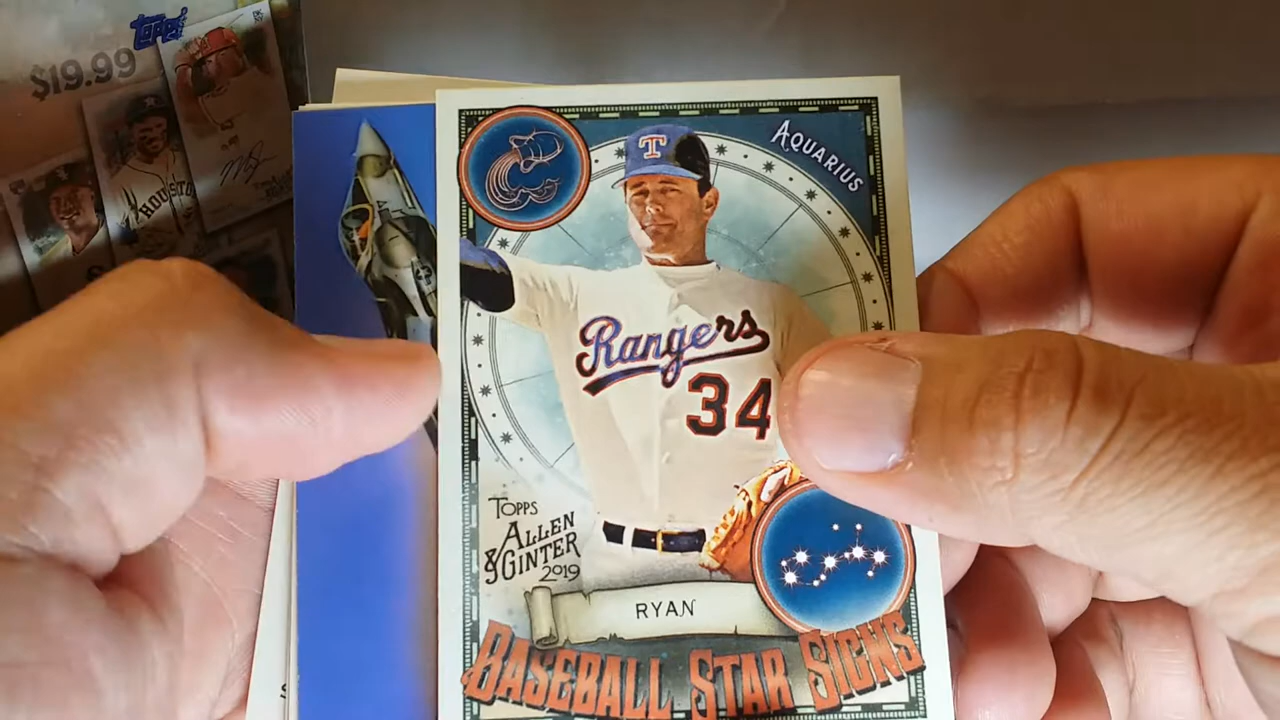 Topps
$19.99
HOUSTON
AQUARIUS
T
Rangers
34
TOPPS
ALLEN
& GINTER
2019
RYAN
BASEBALL STAR SIGNS